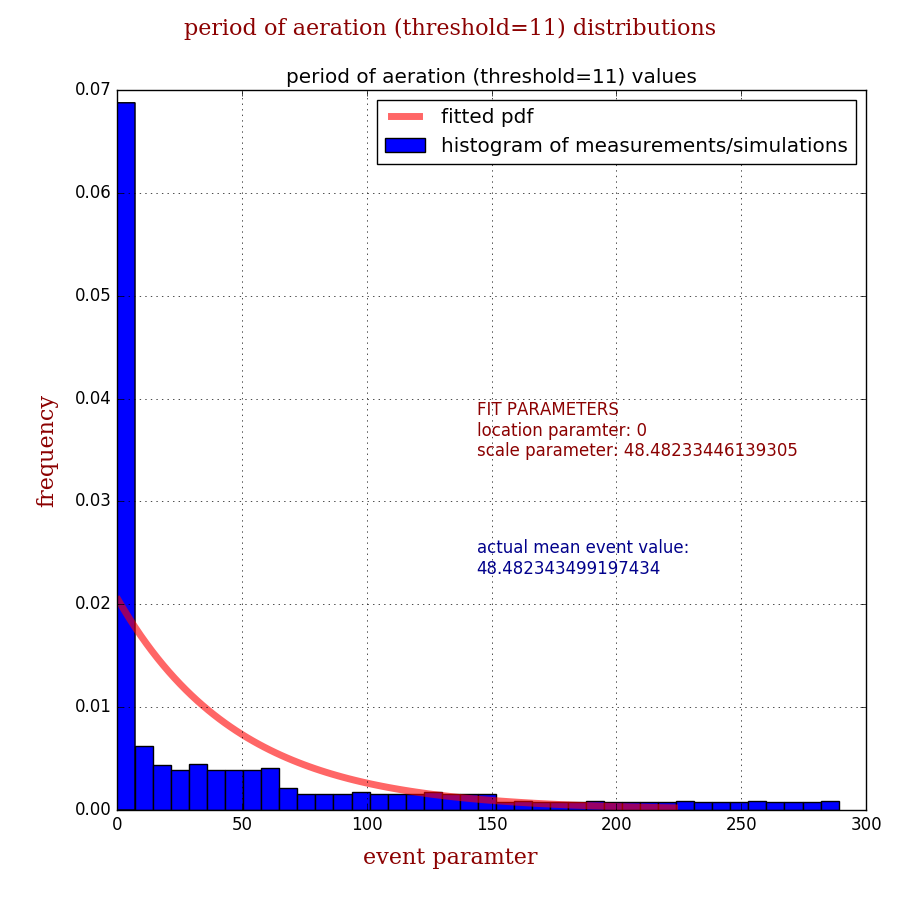 period of aeration (threshold=11) distributions
period of aeration (threshold=11) values
fitted pdf
histogram of measurements/simulations
0.07
0.06
0.05
0.04
0.03
0.02
0.01
0.00
frequency
FIT PARAMETERS
location paramter: 0
scale parameter: 48.48233446139305
actual mean event value:
48.482343499197434
0 50 100 150 200 250 300
event paramter